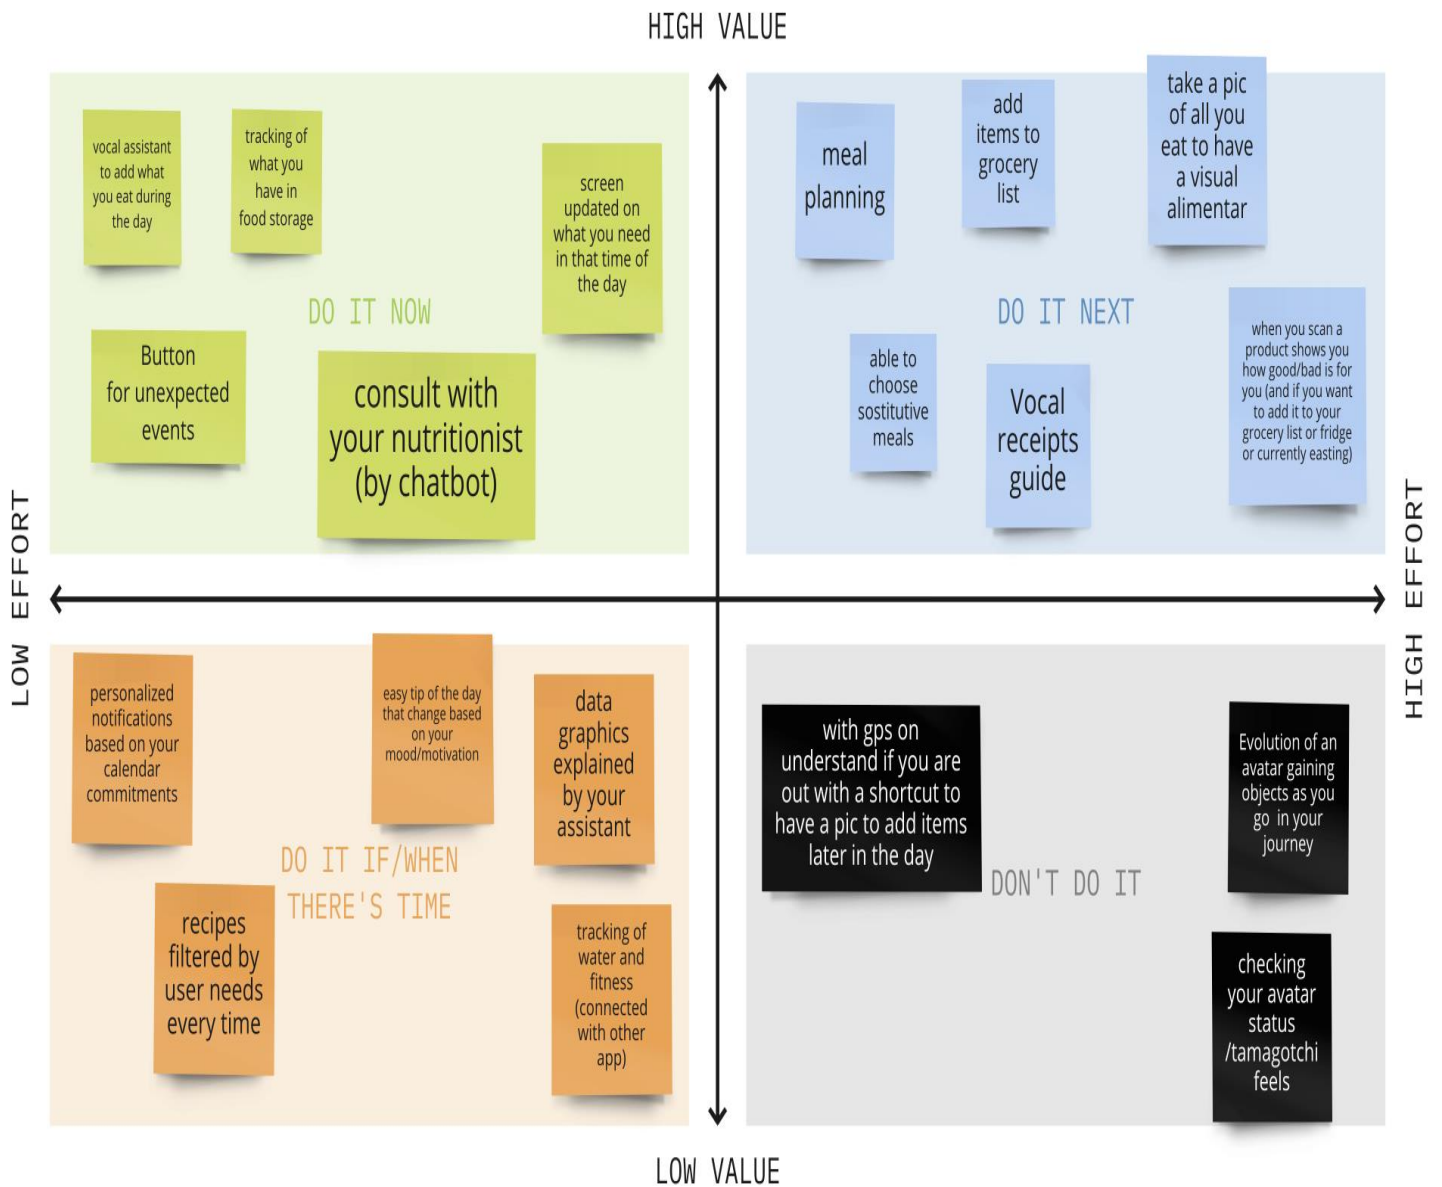 HIGH VALUE
vocal assistant
to add what
you eat during
the day
tracking of
what you
have in
food storage
screen
updated on
what you need
in that time of
the day
DO IT NOW
Button
for unexpected
events
consult with
your nutritionist
(by chatbot)
meal
planning
add
items to
grocery
list
take a pic
of all you
eat to have
a visual
alimentar
DO IT NEXT
able to
choose
sostitutive
meals
Vocal
receipts
guide
when you scan a
product shows you
how good/bad is for
you (and if you want
to add it to your
grocery list or fridge
or currently easting)
LOW EFFORT
HIGH EFFORT
personalized
notifications
based on your
calendar
commitments
easy tip of the day
that change based
on your
mood/motivation
data
graphics
explained
by your
assistant
DO IT IF/WHEN
THERE'S TIME
recipes
filtered by
user needs
every time
tracking of
water and
fitness
(connected
with other
app)
with gps on
understand if you are
out with a shortcut to
have a pic to add items
later in the day
DON'T DO IT
Evolution of an
avatar gaining
objects as you
go in your
journey
checking
your avatar
status
/tamagotchi
feels
LOW VALUE